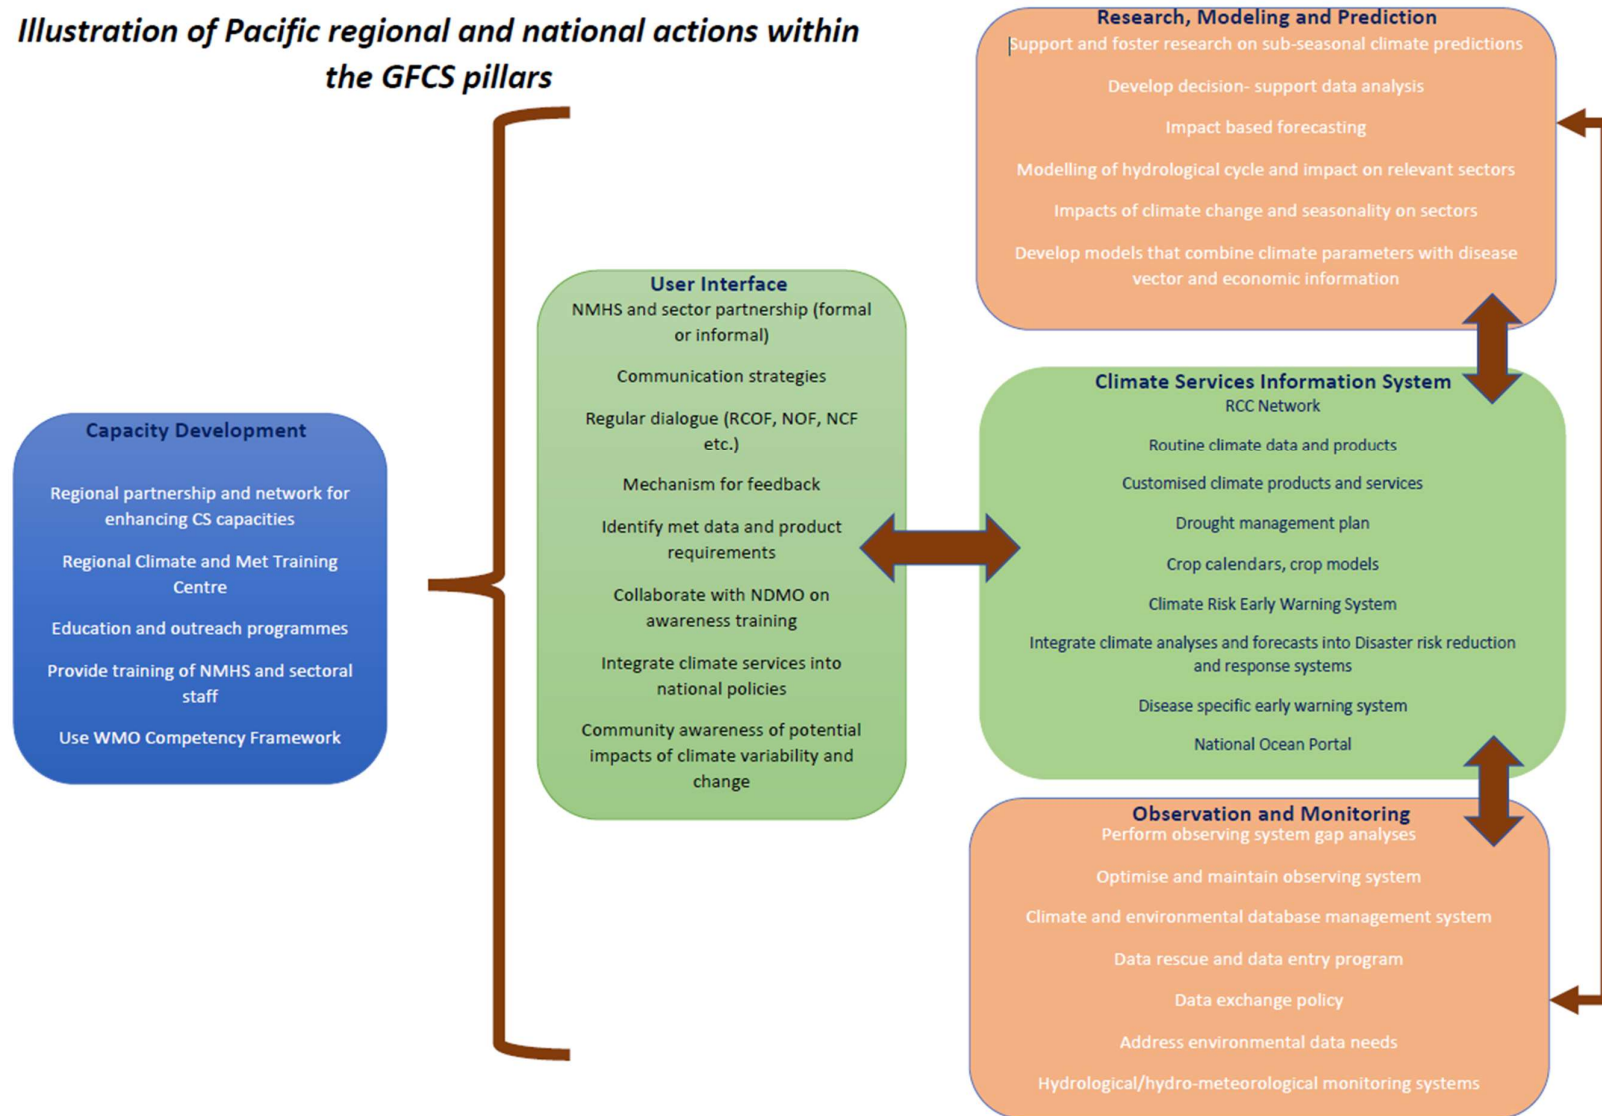 Illustration of Pacific regional and national actions within
the GFCS pillars
Capacity Development
Regional partnership and network for
enhancing CS capacities
Regional Climate and Met Training
Centre
Education and outreach programmes
Provide training of NMHS and sectoral
staff
Use WMO Competency Framework
User Interface
NMHS and sector partnership (formal
or informal)
Communication strategies
Regular dialogue (RCOF, NOF, NCF
etc.)
Mechanism for feedback
Identify met data and product
requirements
Collaborate with NDMO on
awareness training
Integrate climate services into
national policies
Community awareness of potential
impacts of climate variability and
change
Research, Modeling and Prediction
Support and foster research on sub-seasonal climate predictions
Develop decision- support data analysis
Impact based forecasting
Modelling of hydrological cycle and impact on relevant sectors
Impacts of climate change and seasonality on sectors
Develop models that combine climate parameters with disease
vector and economic information
Climate Services Information System
RCC Network
Routine climate data and products
Customised climate products and services
Drought management plan
Crop calendars, crop models
Climate Risk Early Warning System
Integrate climate analyses and forecasts into Disaster risk reduction
and response systems
Disease specific early warning system
National Ocean Portal
Observation and Monitoring
Perform observing system gap analyses
Optimise and maintain observing system
Climate and environmental database management system
Data rescue and data entry program
Data exchange policy
Address environmental data needs
Hydrological/hydro-meteorological monitoring systems